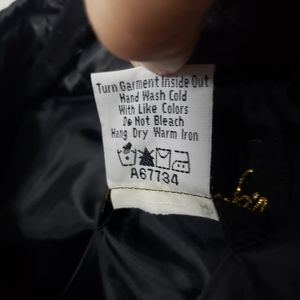 Turn Garment Inside Out
Hand Wash Cold
With Like Colors
Do Not Bleach
Hang Dry Warm Iron
A67734